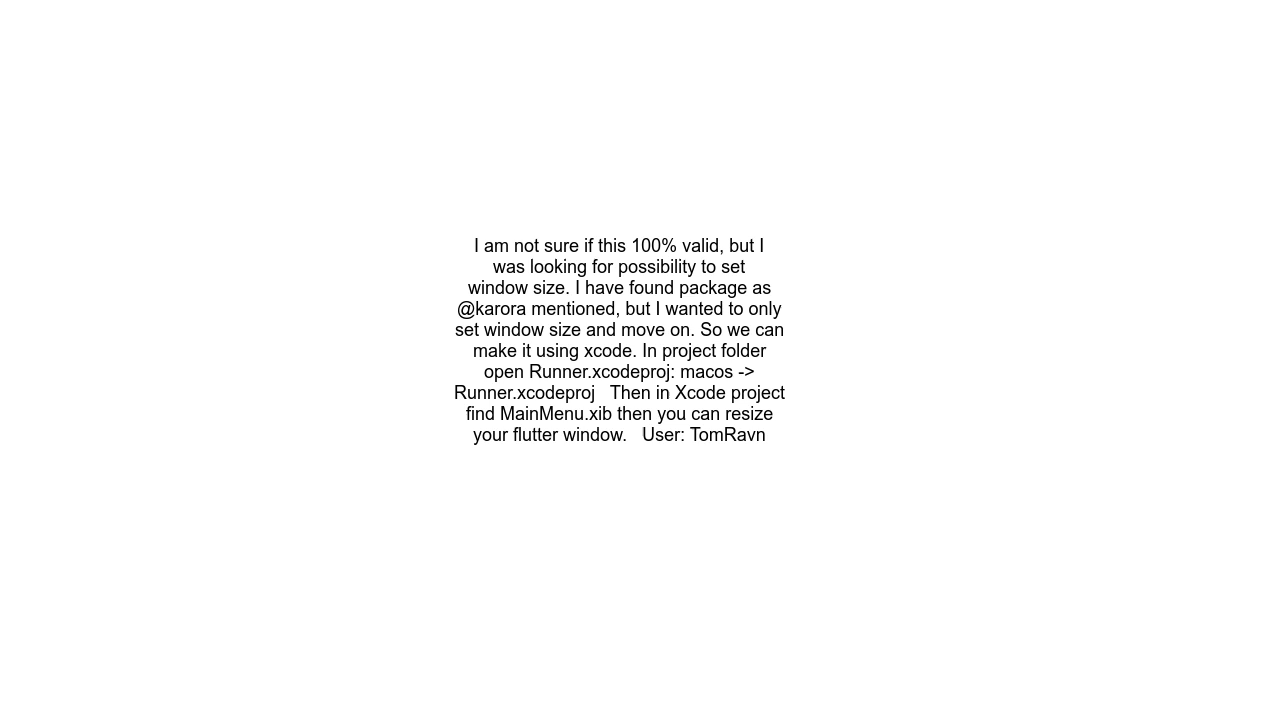 I am not sure if this 100% valid, but I
was looking for possibility to set
window size. I have found package as
@karora mentioned, but I wanted to only
set window size and move on. So we can
make it using xcode. In project folder
open Runner.xcodeproj: macos ->
Runner.xcodeproj   Then in Xcode project
find MainMenu.xib then you can resize
your flutter window.   User: TomRavn